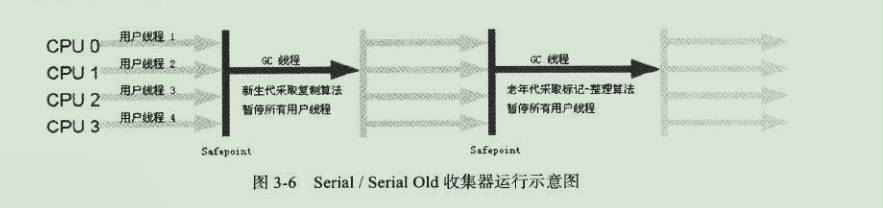 CPU 0 用户线程 1
CPU 1 用户线程 2
CPU 2 用户线程 3
CPU 3 用户线程 4
GC 线程
新生代采取复制算法
暂停所有用户线程
Safepoint
GC 线程
老年代采取标记-整理算法
暂停所有用户线程
Safepoint
图 3-6 Serial / Serial Old 收集器运行示意图